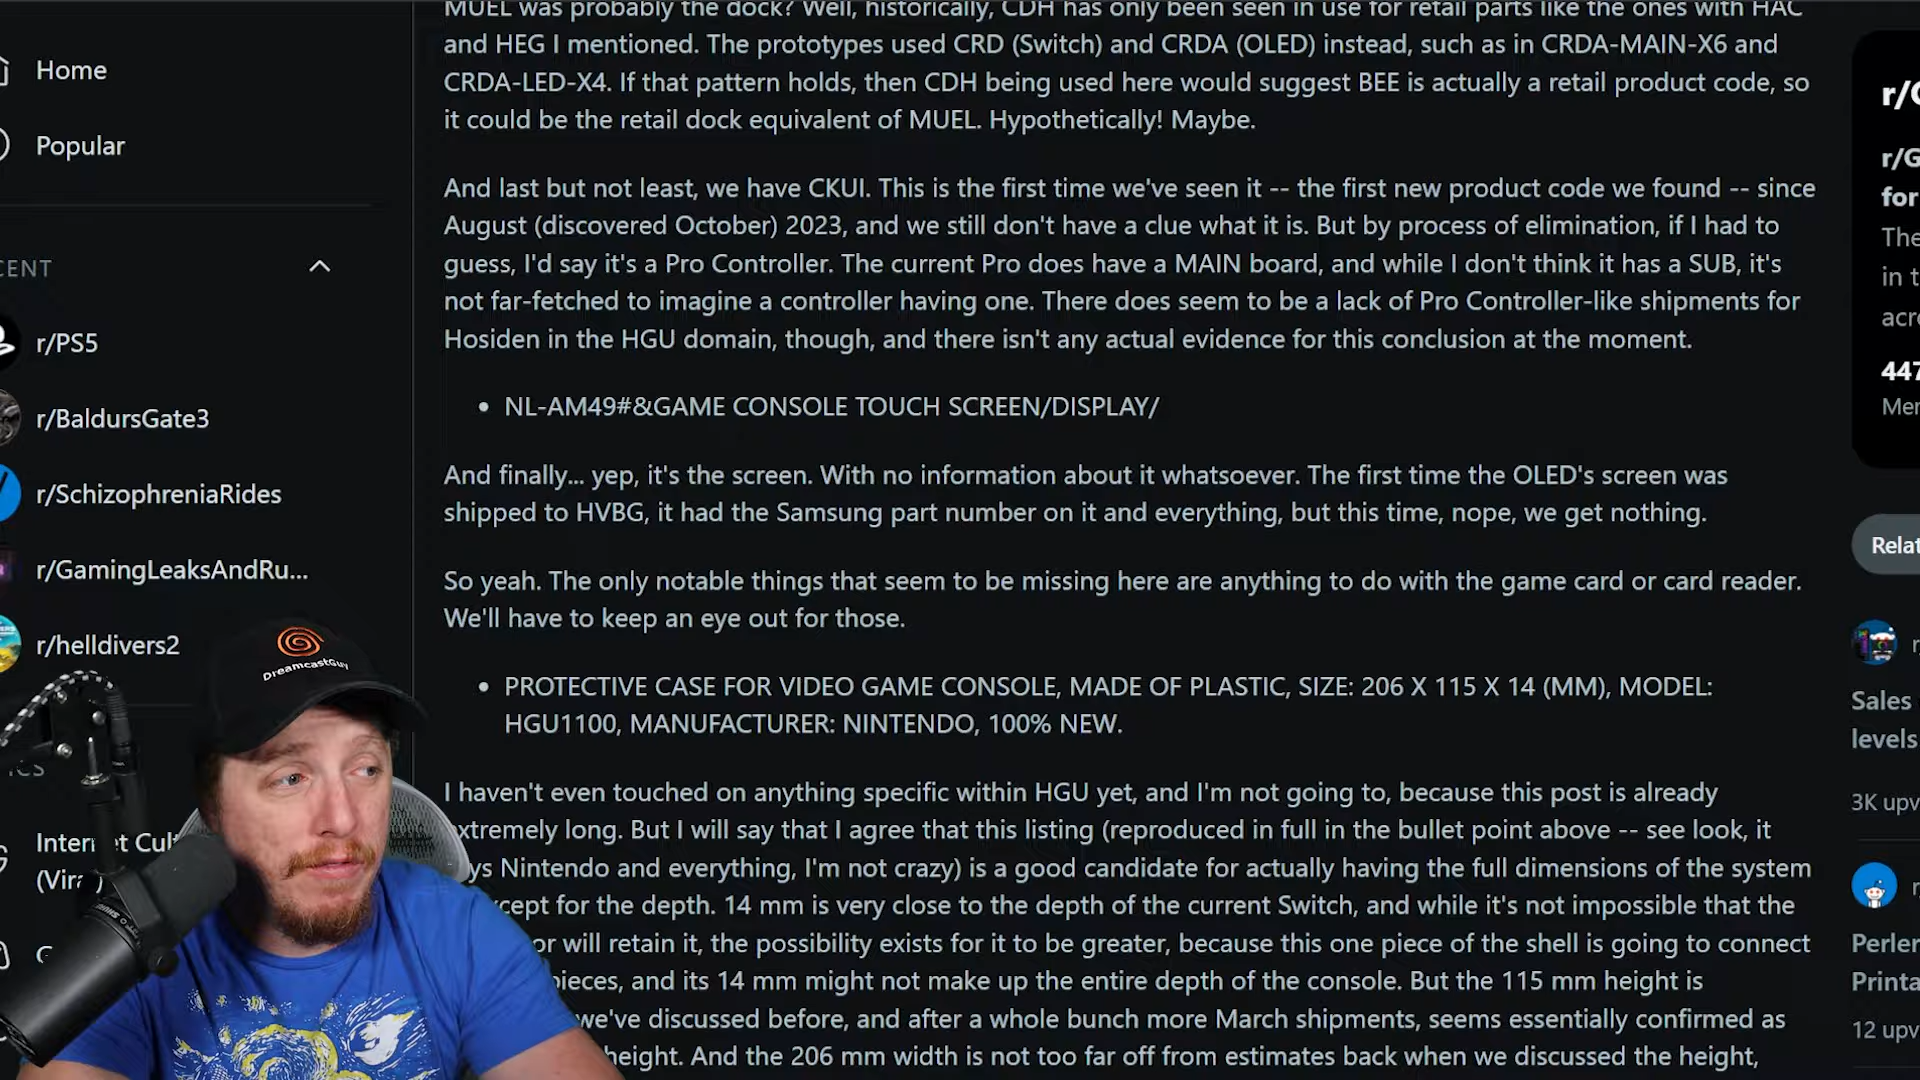 MUEL was probably the dock? Well, historically, CDH has only been seen in use for retail parts like the ones with HAC
and HEG I mentioned. The prototypes used CRD (Switch) and CRDA (OLED) instead, such as in CRDA-MAIN-X6 and
CRDA-LED-X4. If that pattern holds, then CDH being used here would suggest BEE is actually a retail product code, so
it could be the retail dock equivalent of MUEL. Hypothetically! Maybe.
And last but not least, we have CKUI. This is the first time we've seen it -- the first new product code we found -- since
August (discovered October) 2023, and we still don't have a clue what it is. But by process of elimination, if I had to
guess, I'd say it's a Pro Controller. The current Pro does have a MAIN board, and while I don't think it has a SUB, it's
not far-fetched to imagine a controller having one. There does seem to be a lack of Pro Controller-like shipments for
Hosiden in the HGU domain, though, and there isn't any actual evidence for this conclusion at the moment.
• NL-AM49#&GAME CONSOLE TOUCH SCREEN/DISPLAY/
And finally... yep, it's the screen. With no information about it whatsoever. The first time the OLED's screen was
shipped to HVBG, it had the Samsung part number on it and everything, but this time, nope, we get nothing.
So yeah. The only notable things that seem to be missing here are anything to do with the game card or card reader.
We'll have to keep an eye out for those.
• PROTECTIVE CASE FOR VIDEO GAME CONSOLE, MADE OF PLASTIC, SIZE: 206 X 115 X 14 (MM), MODEL:
HGU1100, MANUFACTURER: NINTENDO, 100% NEW.
I haven't even touched on anything specific within HGU yet, and I'm not going to, because this post is already
xtremely long. But I will say that I agree that this listing (reproduced in full in the bullet point above -- see look, it
ys Nintendo and everything, I'm not crazy) is a good candidate for actually having the full dimensions of the system
cept for the depth. 14 mm is very close to the depth of the current Switch, and while it's not impossible that the
or will retain it, the possibility exists for it to be greater, because this one piece of the shell is going to connect
pieces, and its 14 mm might not make up the entire depth of the console. But the 115 mm height is
we've discussed before, and after a whole bunch more March shipments, seems essentially confirmed as
height. And the 206 mm width is not too far off from estimates back when we discussed the height,
Home
Popular
CENT
r/PS5
r/BaldursGate3
r/SchizophreniaRides
r/GamingLeaksAndRu...
r/helldivers2
ICS
Internet Cult
(Viral)
G
DreamcastGuy
SHURE
r/G
r/G
for
The
in t
acro
447
Mem
Relat
r
Sales
levels
3K upv
r
Perler
Printa
12 upv